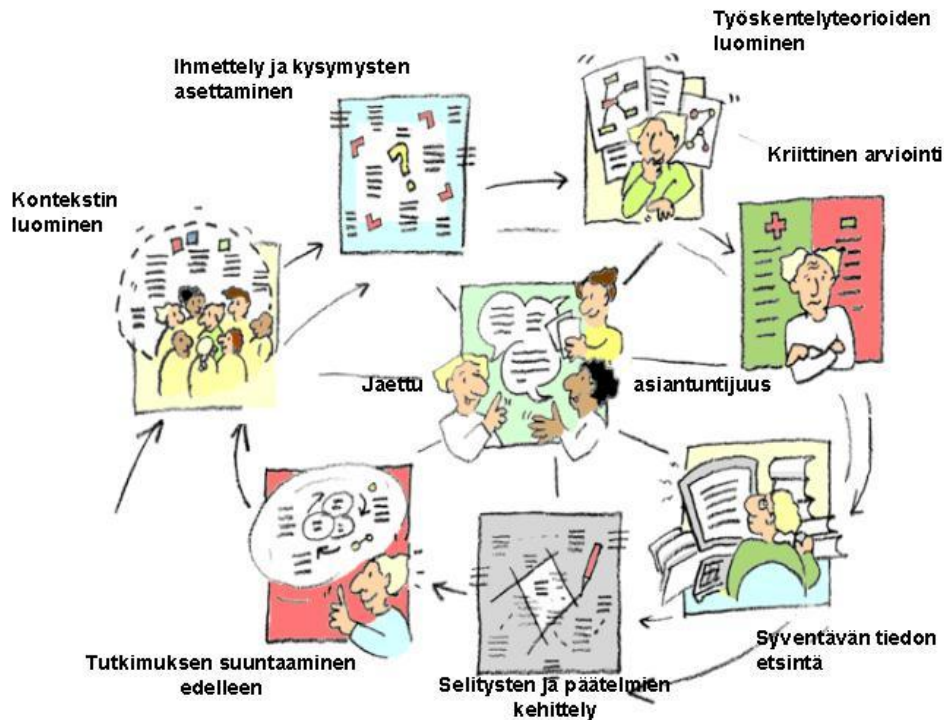 Työskentelyteorioiden
luominen
Ihmettely ja kysymysten
asettaminen
Kriittinen arviointi
Kontekstin
luominen
?
Jaettu asiantuntijuus
Syventävän tiedon
etsintä
Tutkimuksen suuntaaminen
edelleen
Selitysten ja päätelmien
kehittely